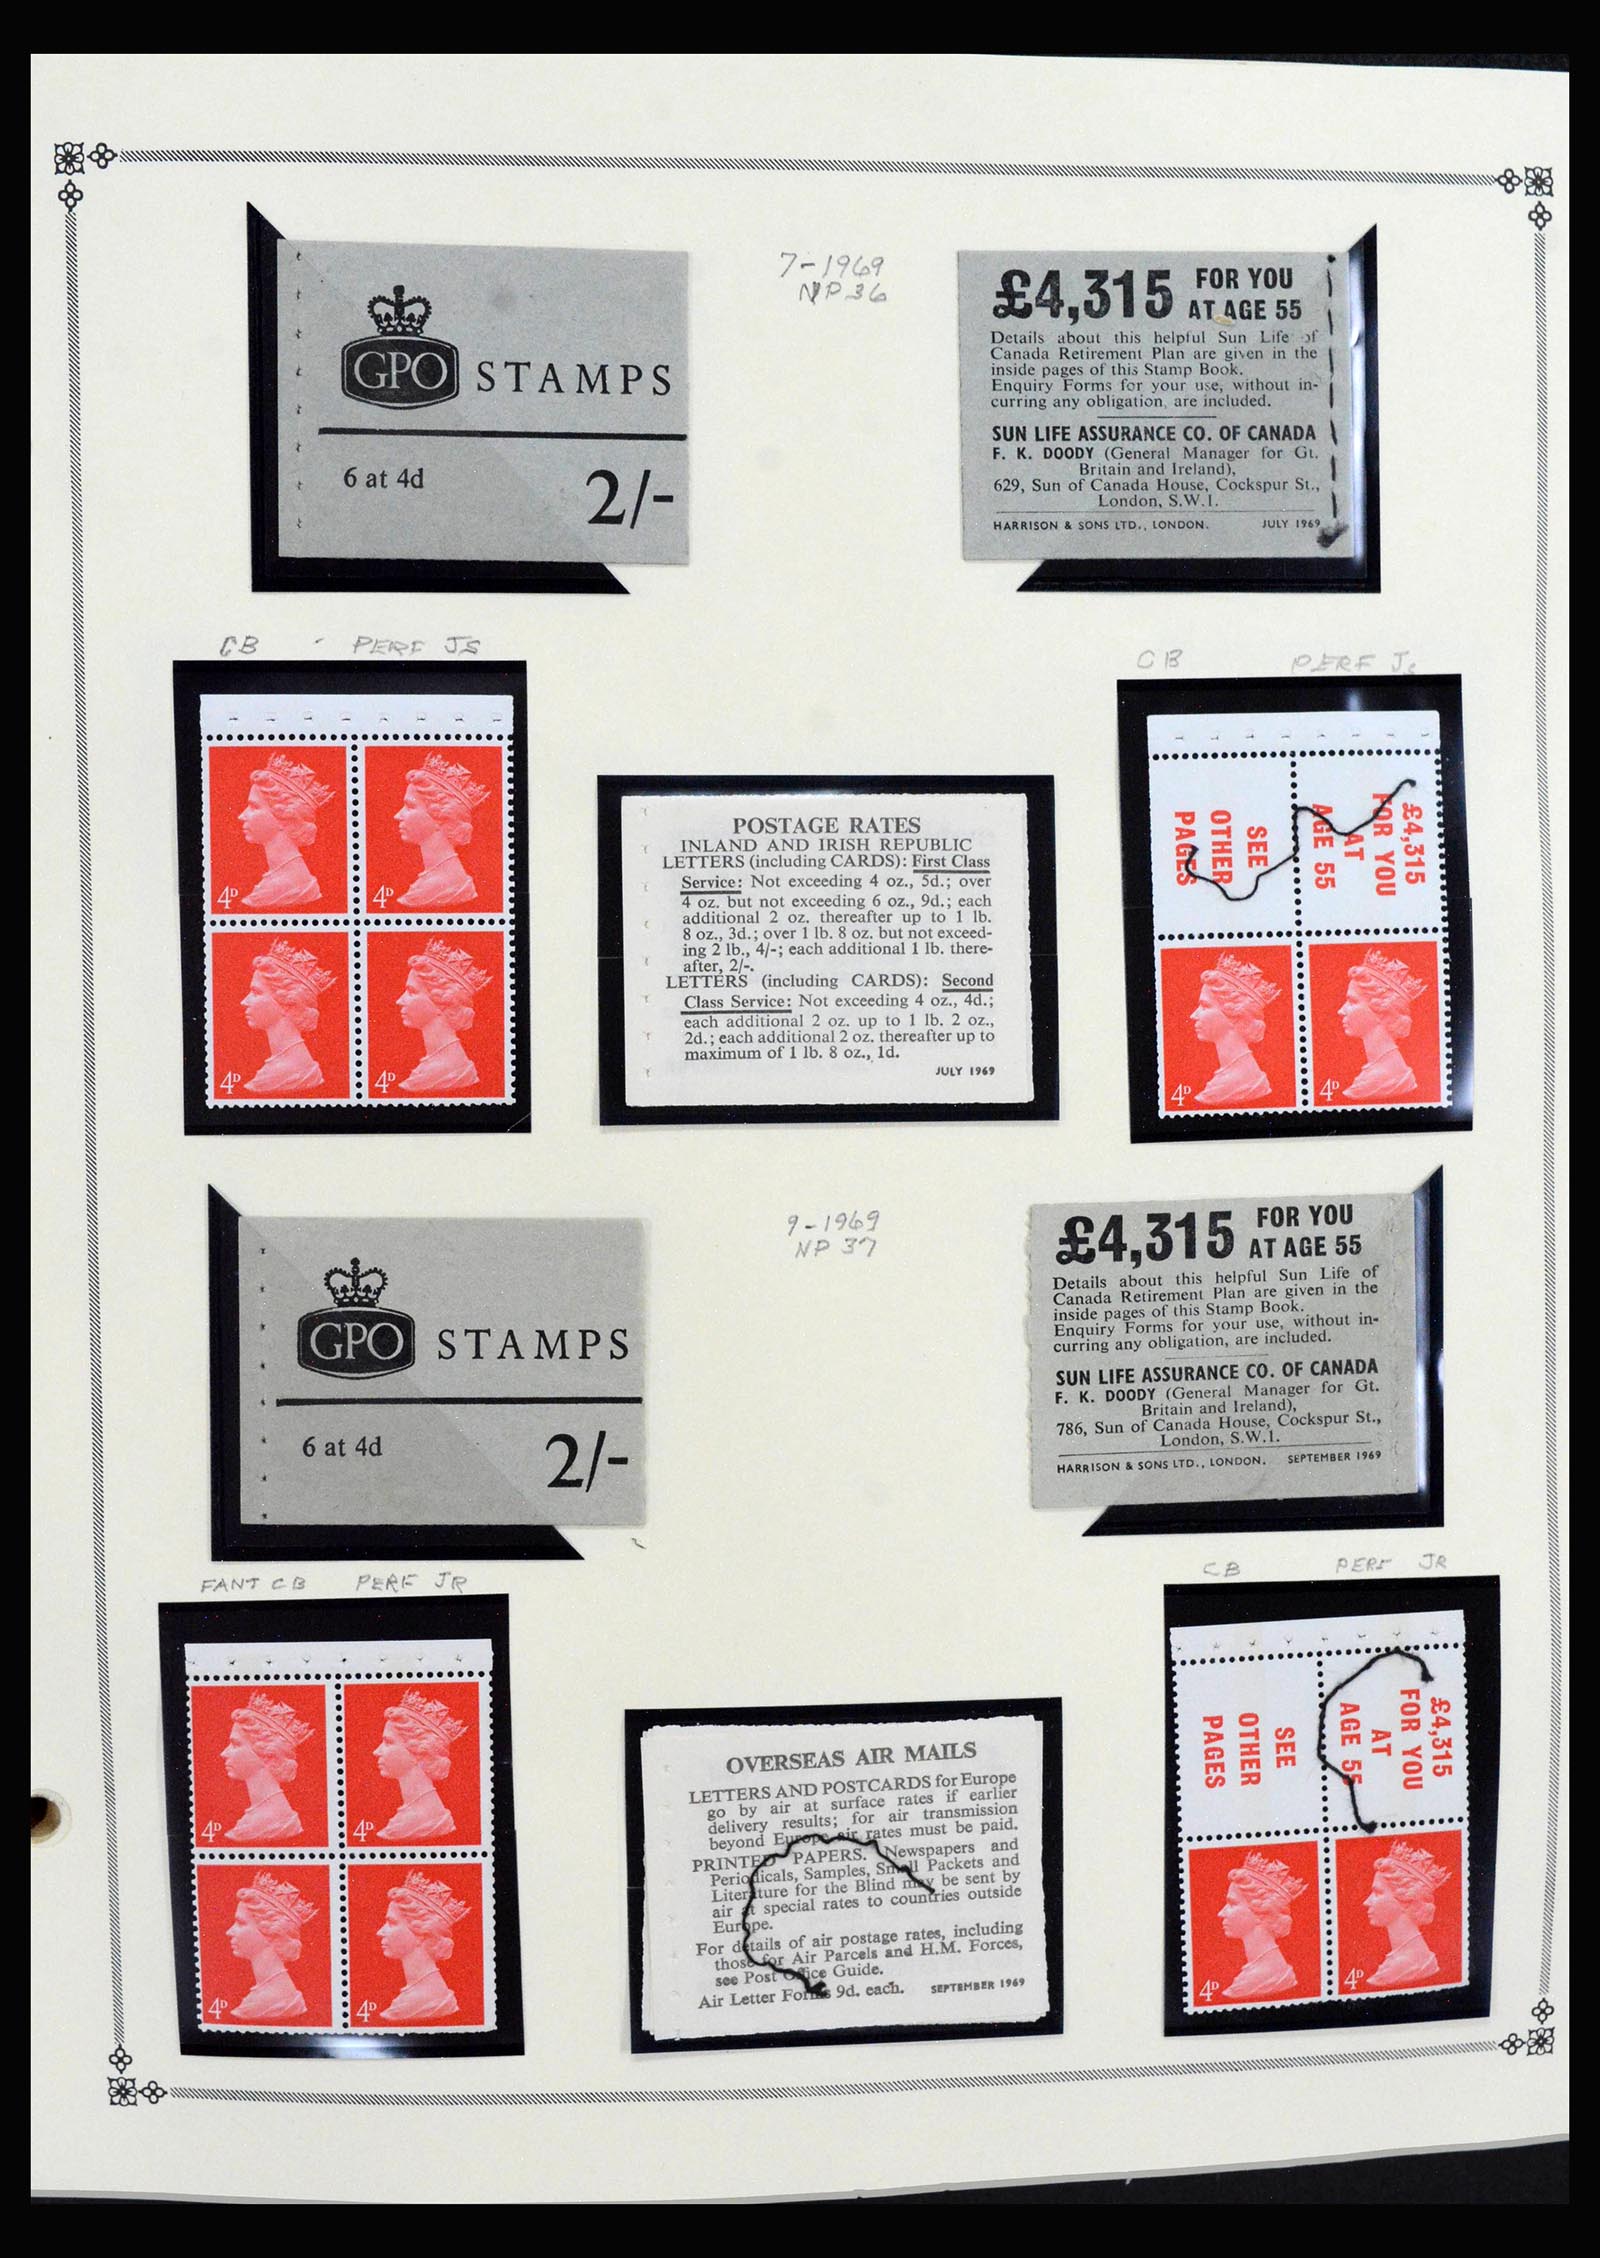 7-1969
NP 36
GPO STAMPS
6 at 4d
2/-
£4,315 FOR YOU
AT AGE 55
Details about this helpful Sun Life of
Canada Retirement Plan are given in the
inside pages of this Stamp Book.
Enquiry Forms for your use, without in-
curring any obligation, are included.
SUN LIFE ASSURANCE CO. OF CANADA
F. K. DOODY (General Manager for Gt.
Britain and Ireland),
629, Sun of Canada House, Cockspur St.,
London, S.W.1.
HARRISON & SONS LTD., LONDON. JULY 1969
CB PERF JS
4D
4D
4D
4D
POSTAGE RATES
INLAND AND IRISH REPUBLIC
LETTERS (including CARDS): First Class
Service: Not exceeding 4 oz., 5d.; over
4 oz. but not exceeding 6 oz., 9d.; each
additional 2 oz. thereafter up to 1 lb.
8 oz., 3d.; over 1 lb. 8 oz. but not exceed-
ing 2 lb., 4/-; each additional 1 lb. there-
after, 2/-.
LETTERS (including CARDS): Second
Class Service: Not exceeding 4 oz., 4d.;
each additional 2 oz. up to 1 lb. 2 oz.,
2d.; each additional 2 oz. thereafter up to
maximum of 1 lb. 8 oz., 1d.
JULY 1969
CB PERF
£4,315
FOR YOU
AT
AGE 55
SEE
OTHER
PAGES
4D
4D
9-1969
NP 37
GPO STAMPS
6 at 4d
2/-
£4,315 FOR YOU
AT AGE 55
Details about this helpful Sun Life of
Canada Retirement Plan are given in the
inside pages of this Stamp Book.
Enquiry Forms for your use, without in-
curring any obligation, are included.
SUN LIFE ASSURANCE CO. OF CANADA
F. K. DOODY (General Manager for Gt.
Britain and Ireland),
786, Sun of Canada House, Cockspur St.,
London, S.W.1.
HARRISON & SONS LTD., LONDON. SEPTEMBER 1969
FANT CB PERF JR
4D
4D
4D
4D
OVERSEAS AIR MAILS
LETTERS AND POSTCARDS for Europe
go by air at surface rates if earlier
delivery results; for air transmission
beyond Europe air rates must be paid.
PRINTED PAPERS. Newspapers and
Periodicals, Samples, Small Packets and
Literature for the Blind may be sent by
air at special rates to countries outside
Europe.
For details of air postage rates, including
those for Air Parcels and H.M. Forces,
see Post Office Guide.
Air Letter Forms 9d. each. SEPTEMBER 1969
CB PERF JR
£4,315
FOR YOU
AT
AGE 55
SEE
OTHER
PAGES
4D
4D